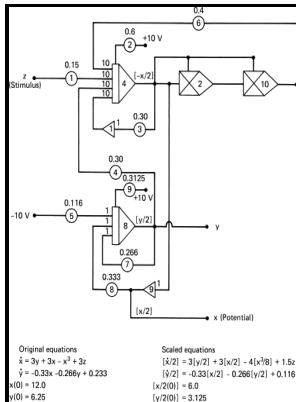 0.4
6
0.6
2
+10 V
0.15
z
(Stimulus)
1
10
10
10
10
4
[-x/2]
2
10
0.30
1
1
3
0.30
4
0.3125
9
+10 V
0.116
-10 V
5
1
1
1
8
[y/2]
y
0.266
7
0.333
8
9
1
[x/2]
x (Potential)
Original equations
ẋ = 3y + 3x - x³ + 3z
ẏ = -0.33x -0.266y + 0.233
x(0) = 12.0
y(0) = 6.25
Scaled equations
[ẋ/2] = 3[y/2] + 3[x/2] - 4[x³/8] + 1.5z
[ẏ/2] = -0.33[x/2] - 0.266[y/2] + 0.116
[x/2(0)] = 6.0
[y/2(0)] = 3.125